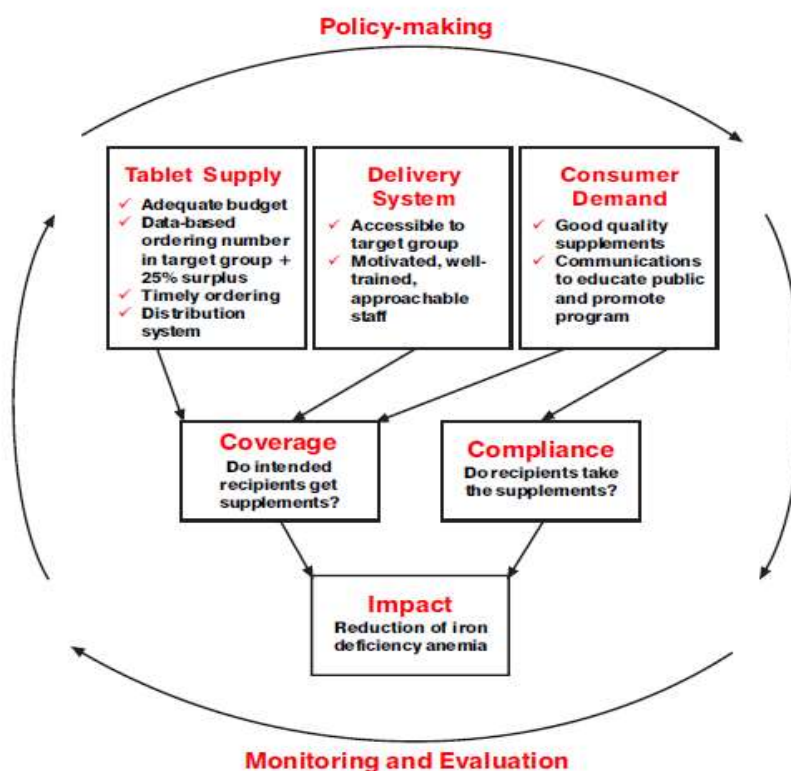 Policy-making
Tablet Supply
✓ Adequate budget
✓ Data-based
ordering number
in target group +
25% surplus
✓ Timely ordering
✓ Distribution
system
Delivery
System
✓ Accessible to
target group
✓ Motivated, well-
trained,
approachable
staff
Consumer
Demand
✓ Good quality
supplements
✓ Communications
to educate public
and promote
program
Coverage
Do intended
recipients get
supplements?
Compliance
Do recipients take
the supplements?
Impact
Reduction of iron
deficiency anemia
Monitoring and Evaluation